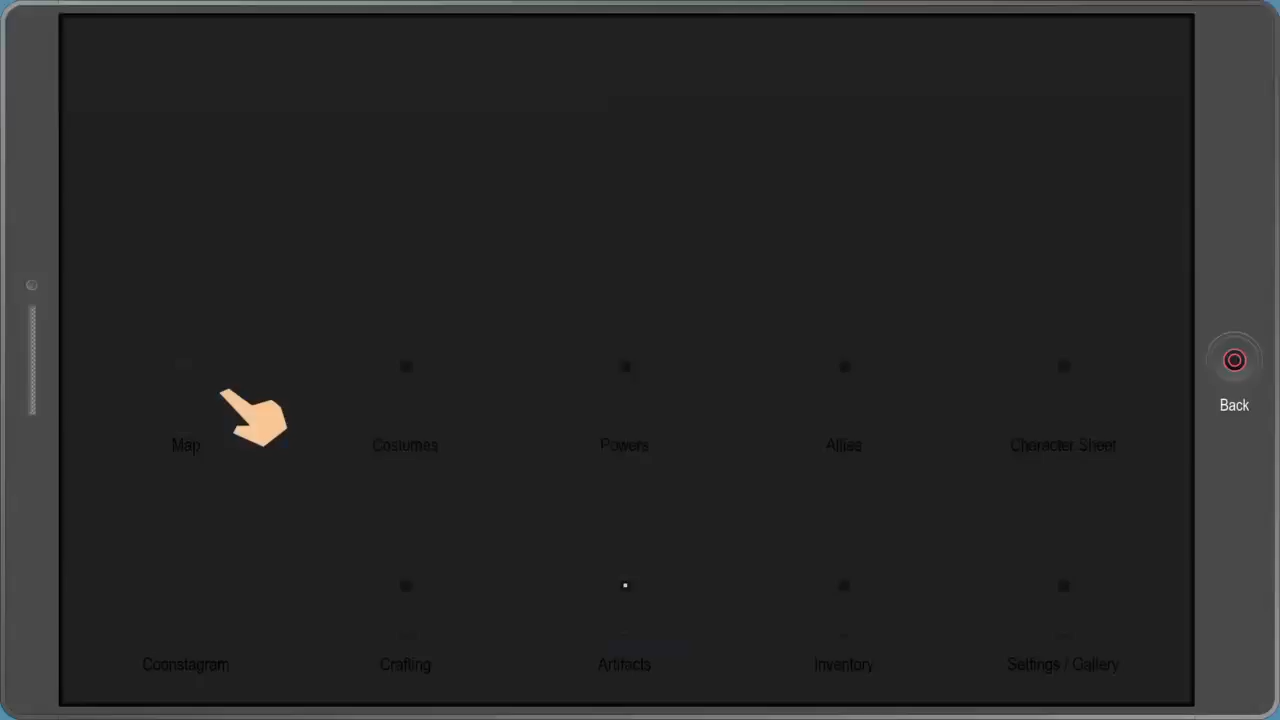 Back
Map Costumes Powers Allies Character Sheet
Coonstagram Crafting Artifacts Inventory Settings / Gallery